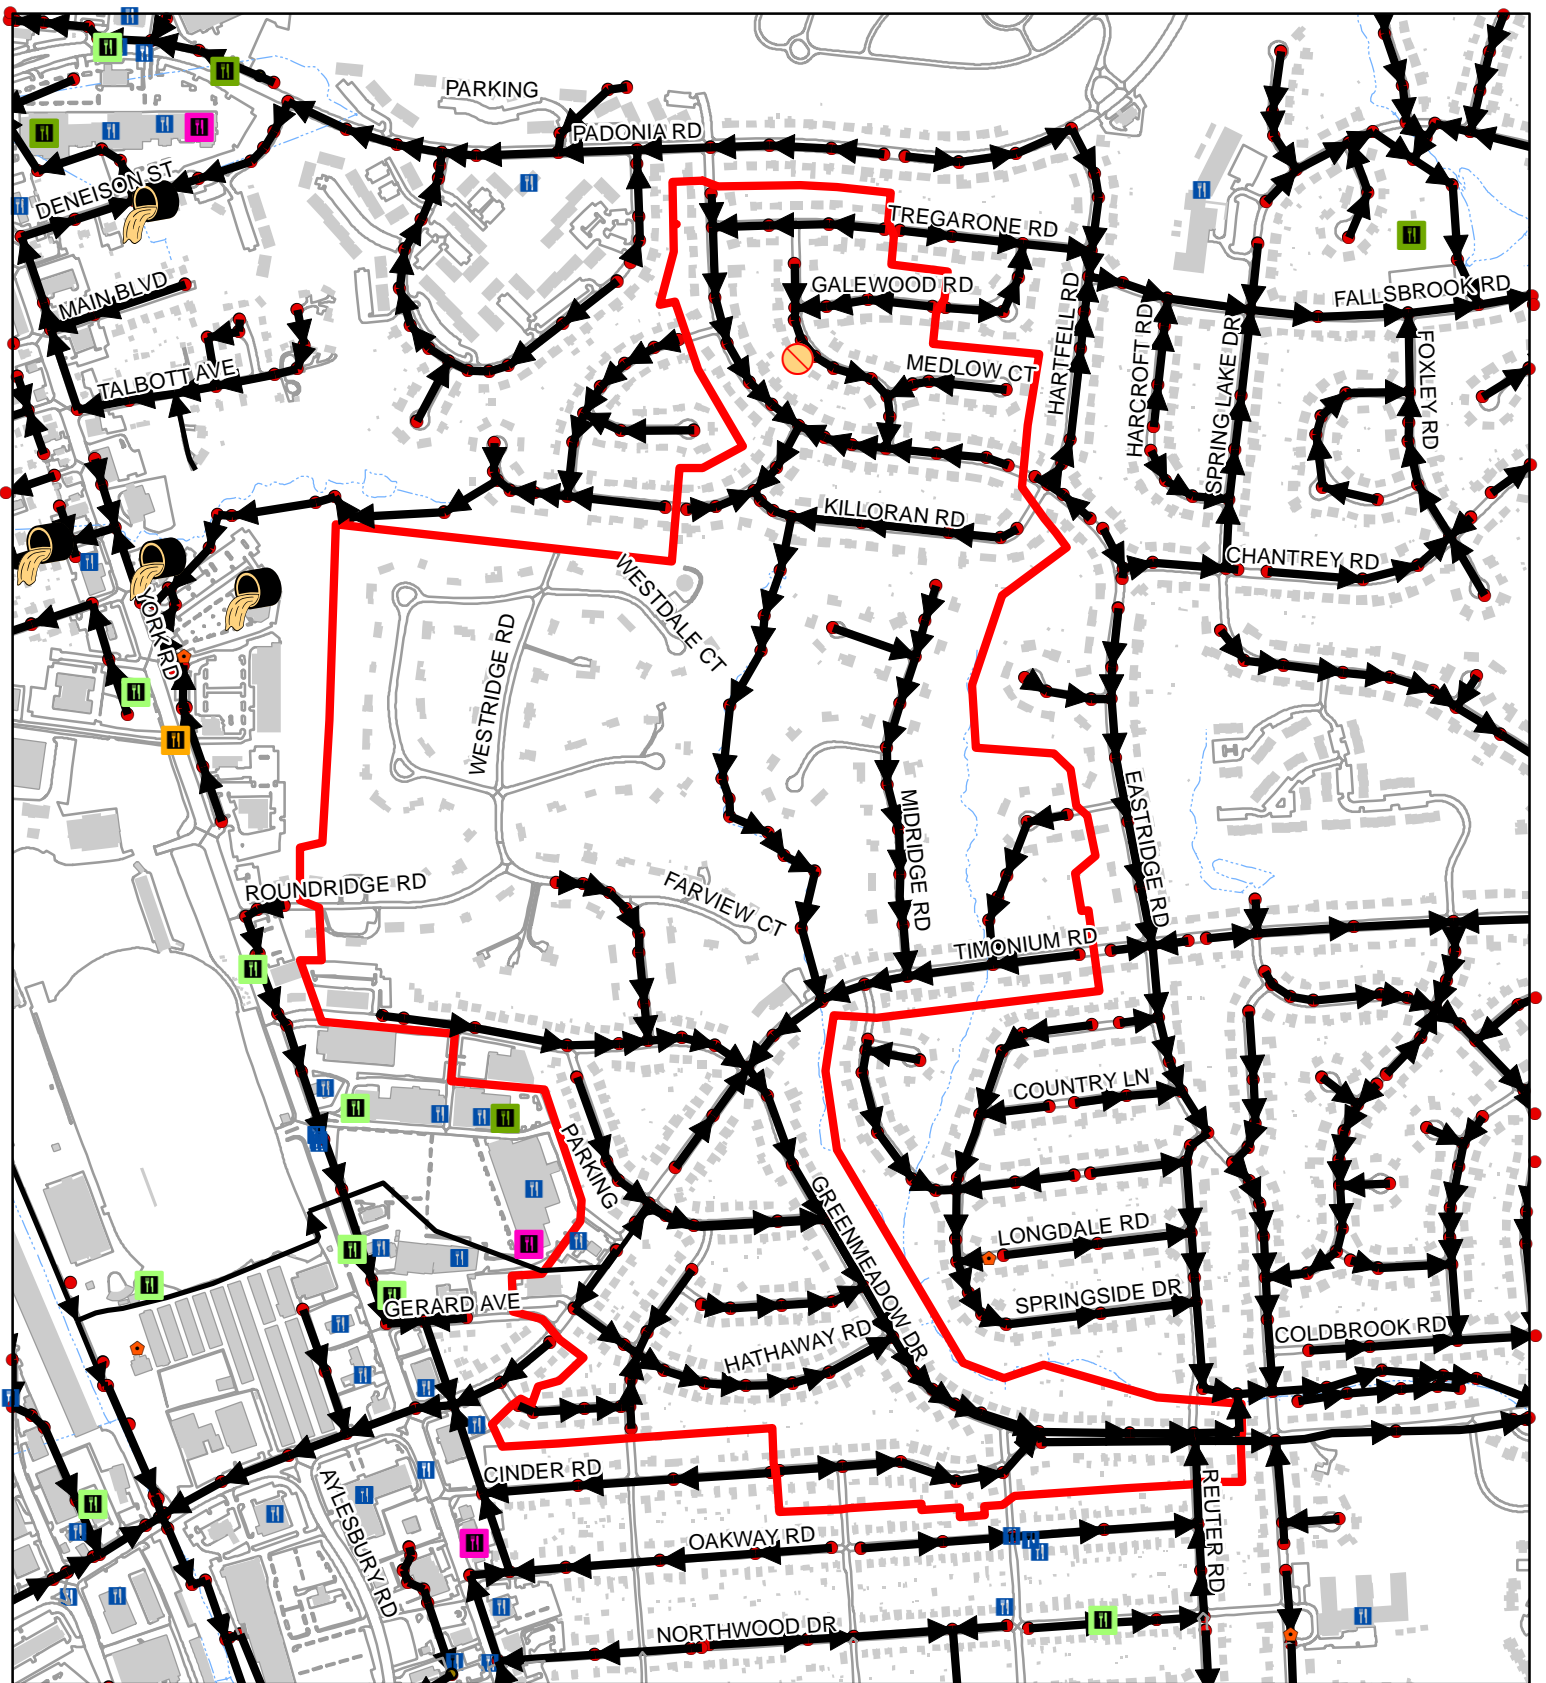 PARKING
PADONIA RD
DENEISON ST
TREGARONE RD
MAIN BLVD
GALEWOOD RD
FALLSBROOK RD
HARTFELL RD
HARCROFT RD
SPRING LAKE DR
FOXLEY RD
TALBOTT AVE
MEDLOW CT
KILLORAN RD
CHANTREY RD
YORK RD
WESTDALE CT
WESTRIDGE RD
MIDRIDGE RD
EASTRIDGE RD
ROUNDRIDGE RD
FARVIEW CT
TIMONIUM RD
COUNTRY LN
PARKING
GREENMEADOW DR
LONGDALE RD
GERARD AVE
SPRINGSIDE DR
HATHAWAY RD
COLDBROOK RD
CINDER RD
AYLESBURY RD
OAKWAY RD
REUTER RD
NORTHWOOD DR